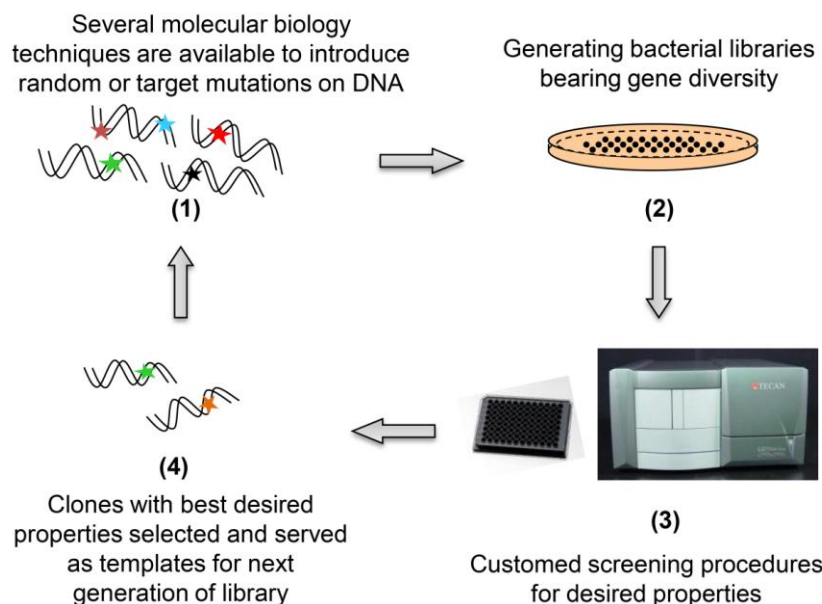 Several molecular biology
techniques are available to introduce
random or target mutations on DNA
(1)
Generating bacterial libraries
bearing gene diversity
(2)
TECAN
(3)
Customed screening procedures
for desired properties
(4)
Clones with best desired
properties selected and served
as templates for next
generation of library